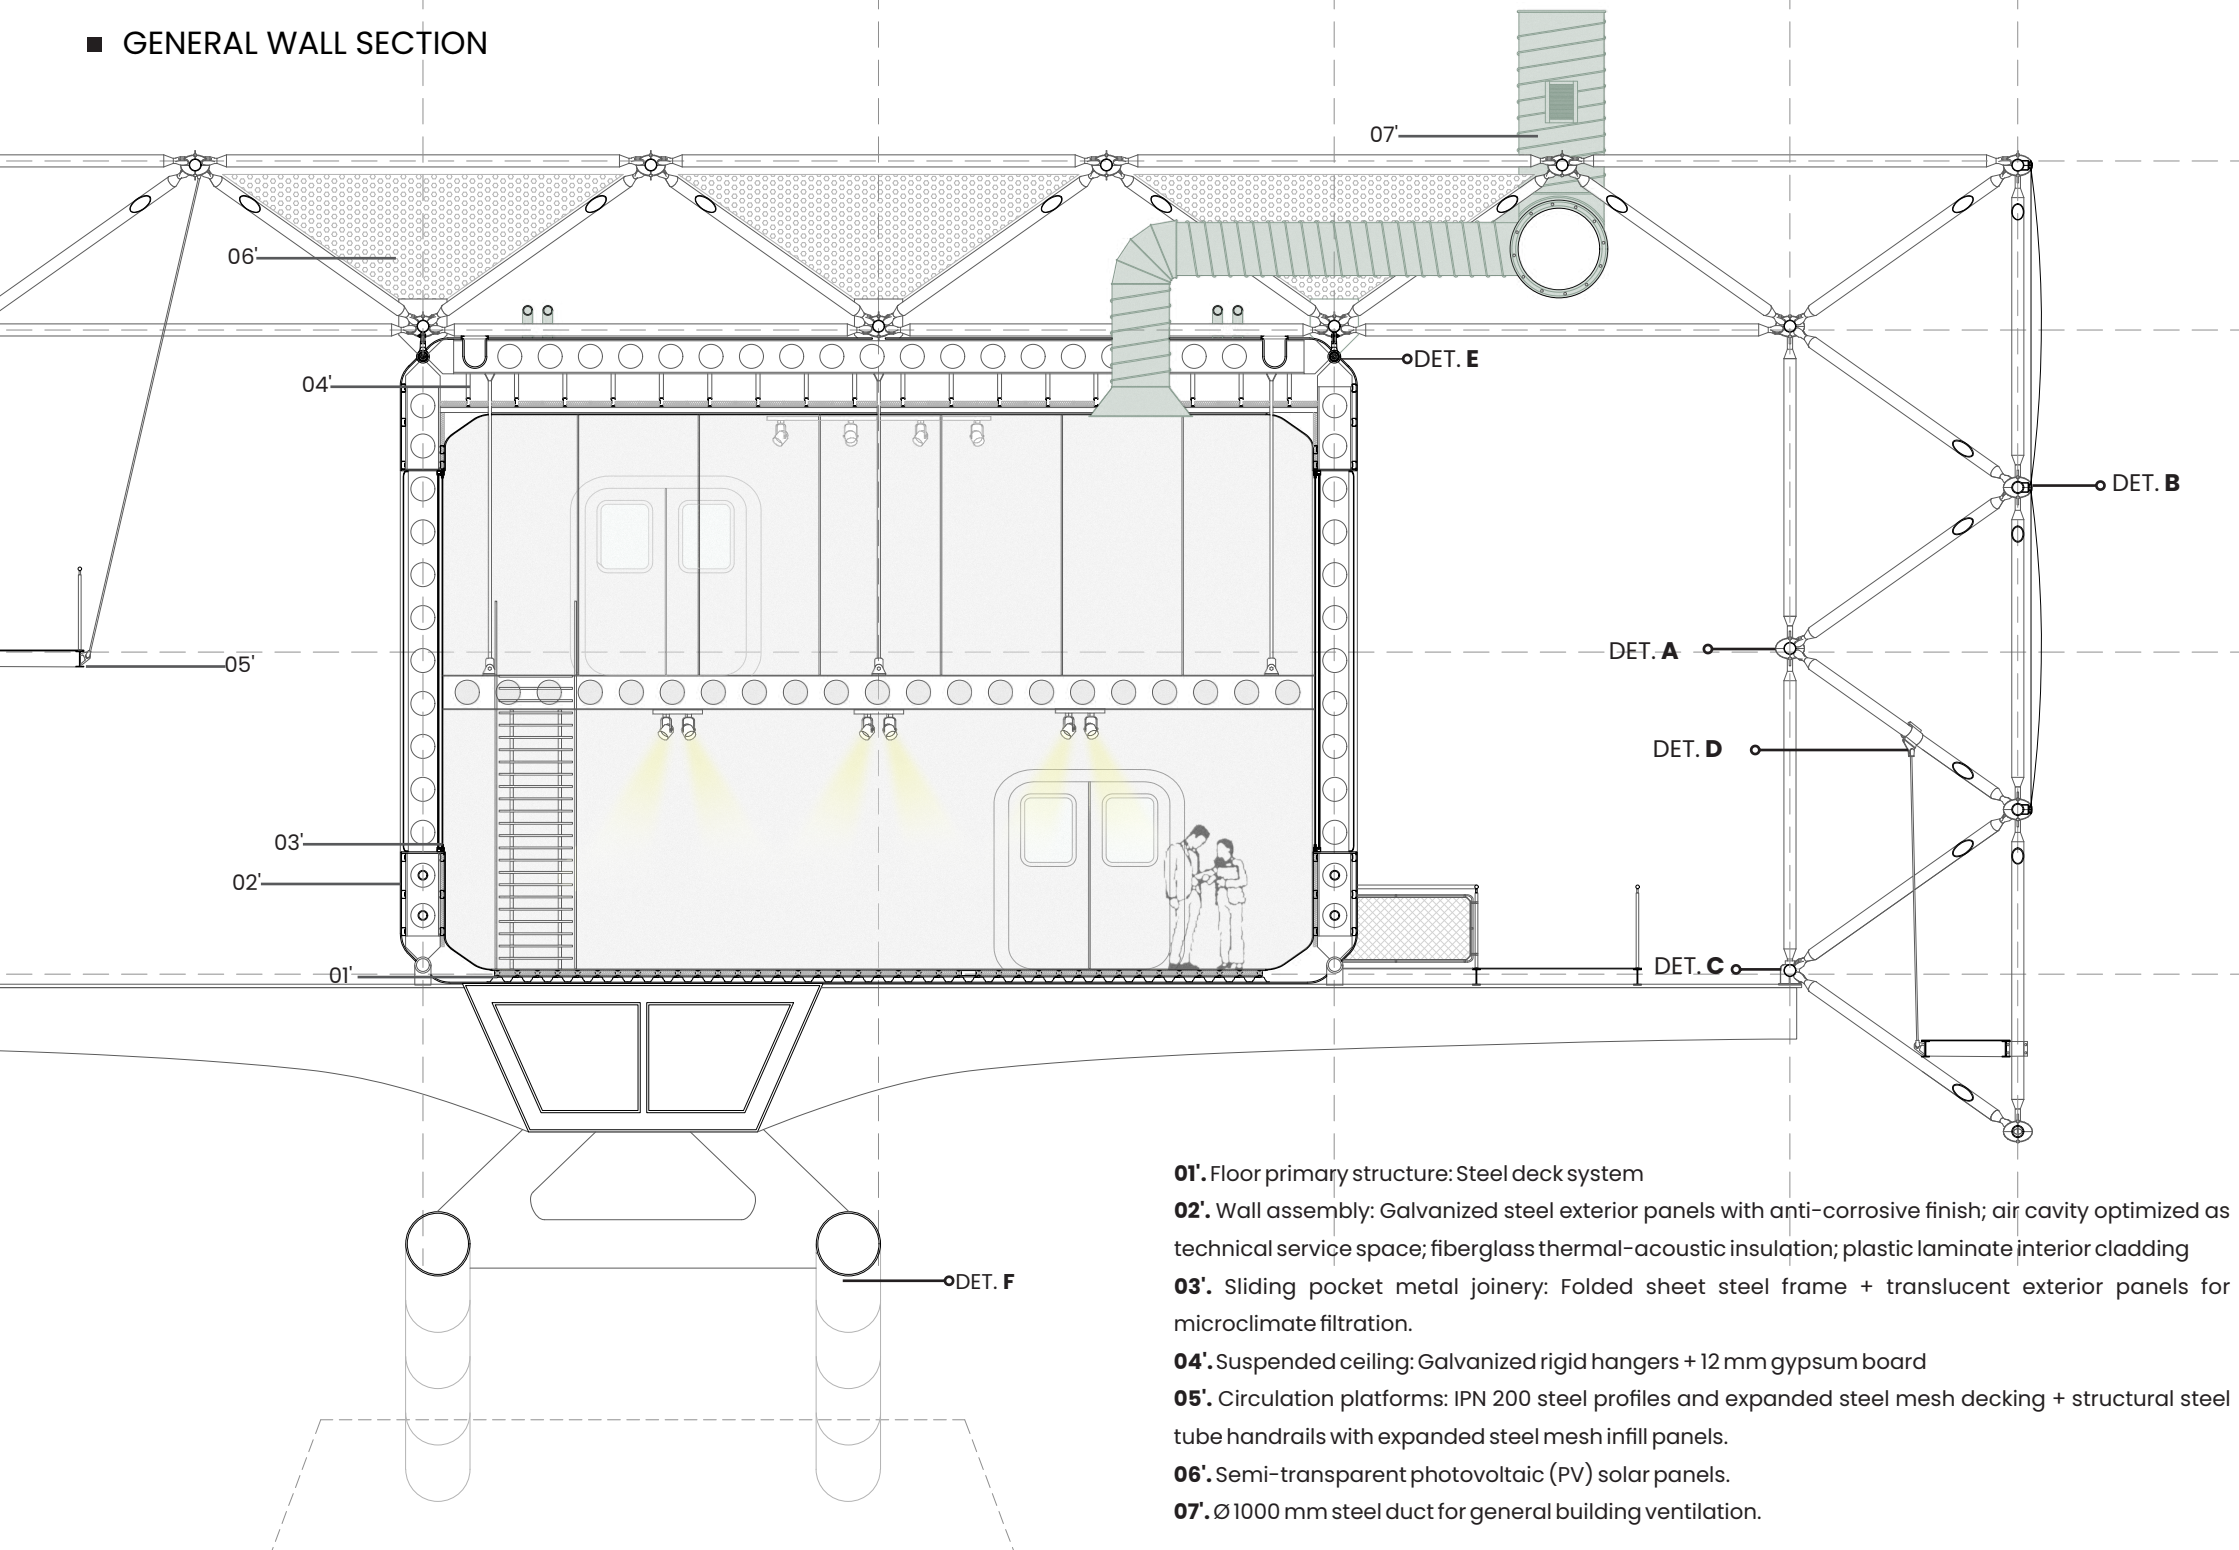 GENERAL WALL SECTION
07'
06'
DET. E
04'
DET. B
DET. A
05'
DET. D
03'
02'
DET. C
01'
DET. F
01'. Floor primary structure: Steel deck system
02'. Wall assembly: Galvanized steel exterior panels with anti-corrosive finish; air cavity optimized as
technical service space; fiberglass thermal-acoustic insulation; plastic laminate interior cladding
03'. Sliding pocket metal joinery: Folded sheet steel frame + translucent exterior panels for
microclimate filtration.
04'. Suspended ceiling: Galvanized rigid hangers + 12 mm gypsum board
05'. Circulation platforms: IPN 200 steel profiles and expanded steel mesh decking + structural steel
tube handrails with expanded steel mesh infill panels.
06'. Semi-transparent photovoltaic (PV) solar panels.
07'. Ø 1000 mm steel duct for general building ventilation.